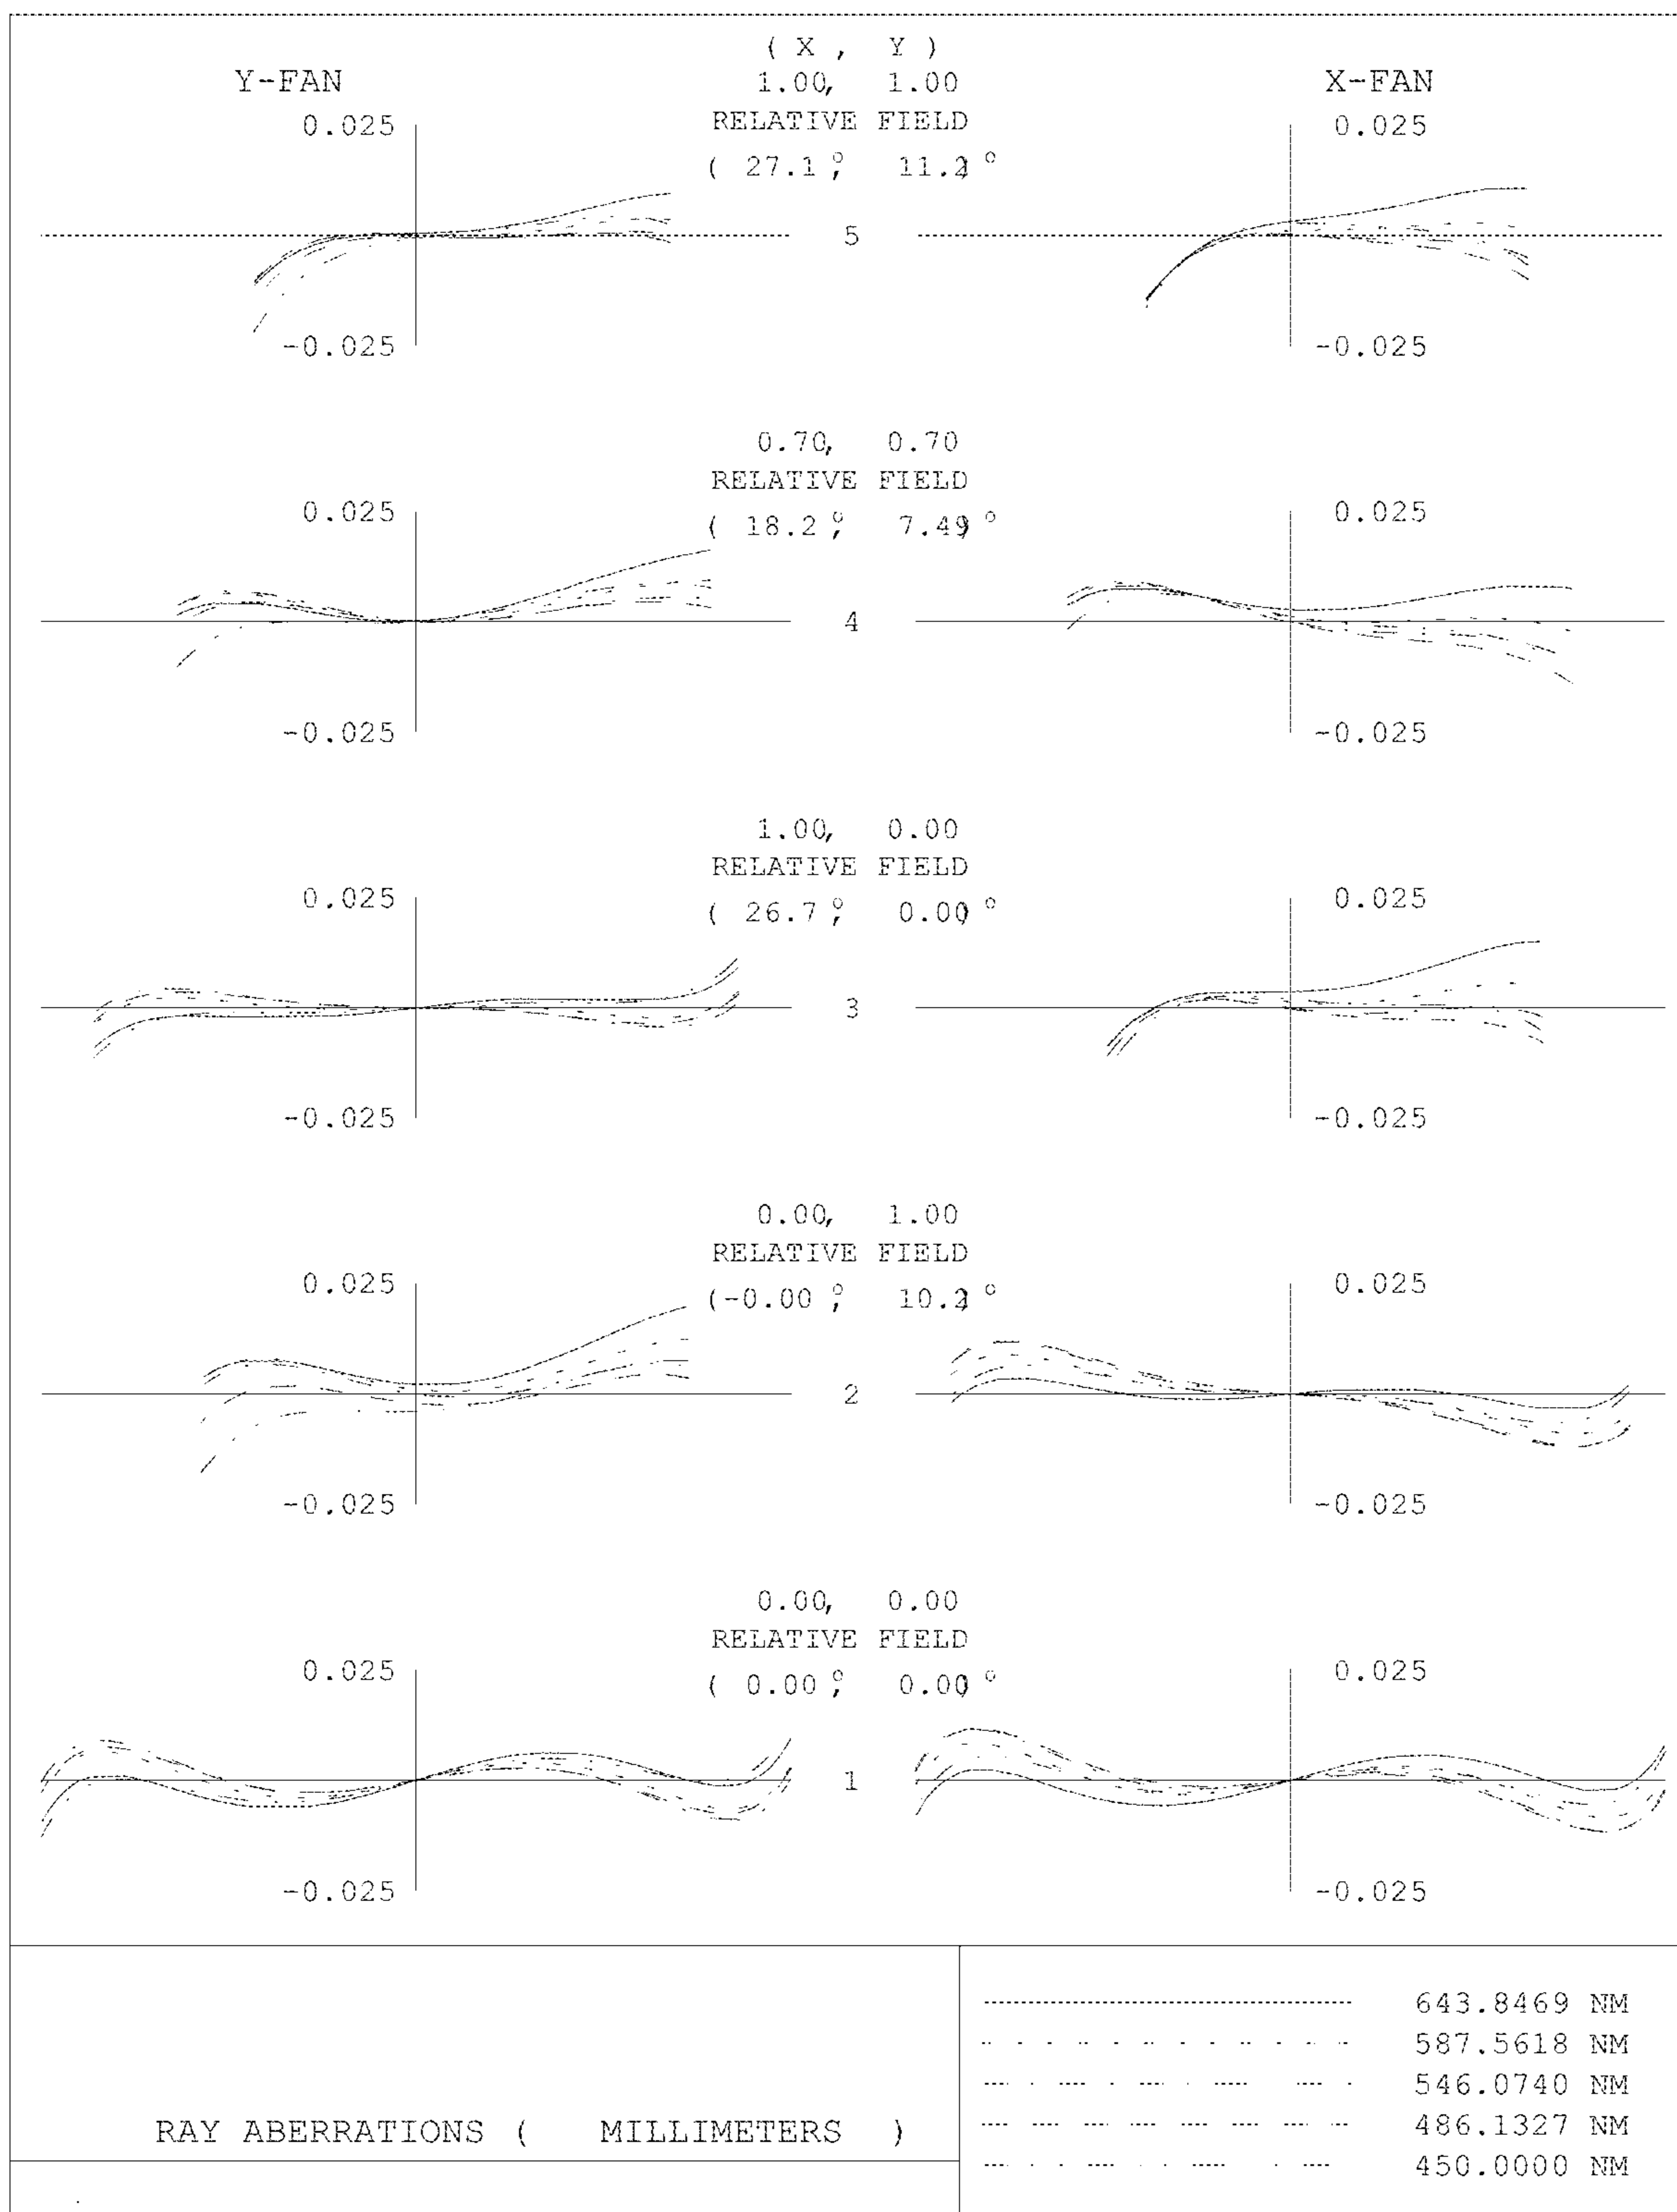 ( X , Y )
Y-FAN 1.00, 1.00 X-FAN
0.025 RELATIVE FIELD 0.025
( 27.1°, 11.2)°
5
-0.025 -0.025
0.70, 0.70
RELATIVE FIELD
0.025 ( 18.2°, 7.49)° 0.025
4
-0.025 -0.025
1.00, 0.00
RELATIVE FIELD
0.025 ( 26.7°, 0.00)° 0.025
3
-0.025 -0.025
0.00, 1.00
RELATIVE FIELD
0.025 (-0.00°, 10.2)° 0.025
2
-0.025 -0.025
0.00, 0.00
RELATIVE FIELD
0.025 ( 0.00°, 0.00)° 0.025
1
-0.025 -0.025
RAY ABERRATIONS ( MILLIMETERS )
643.8469 NM
587.5618 NM
546.0740 NM
486.1327 NM
450.0000 NM